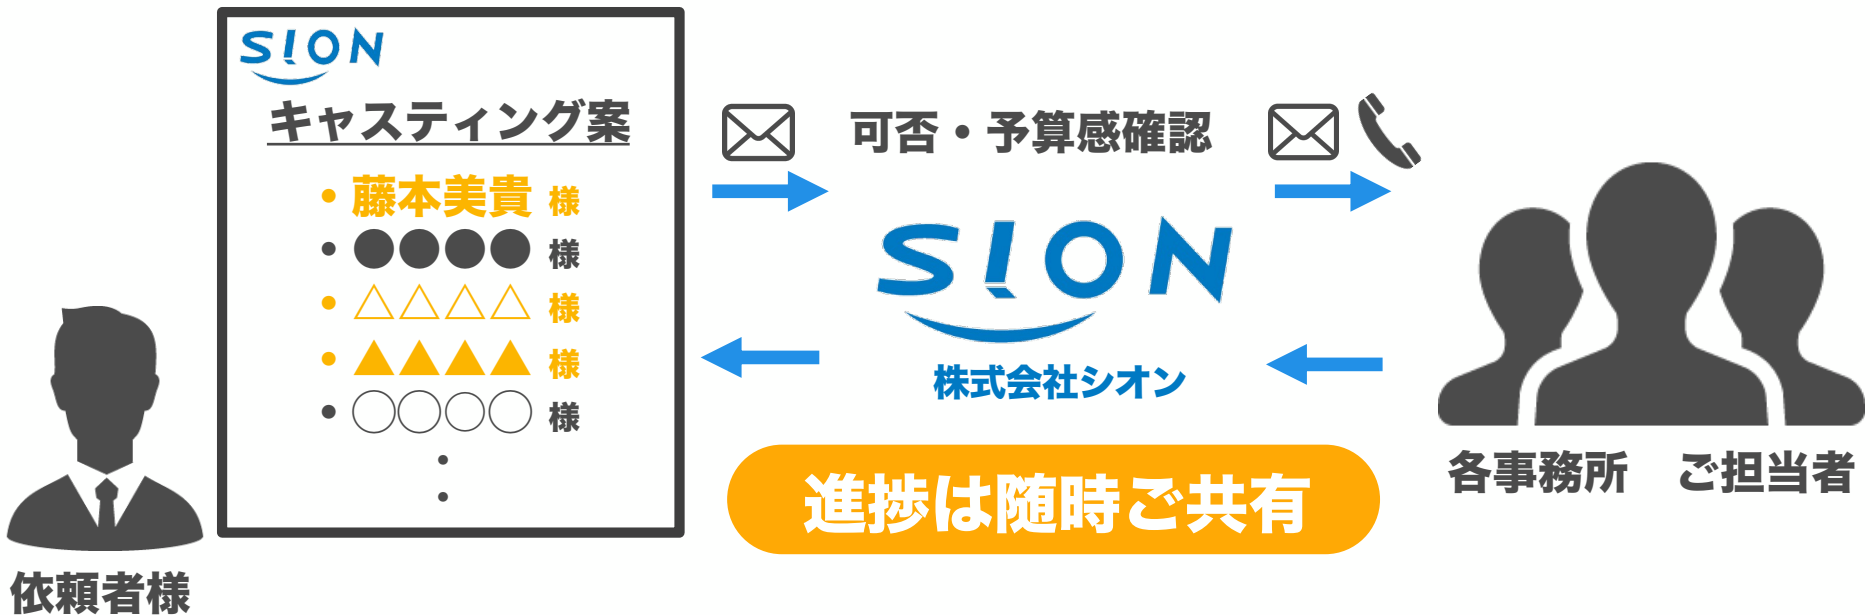 SION
キャスティング案
・藤本美貴 様
・●●●● 様
・△△△△ 様
・▲▲▲▲ 様
・○○○○ 様
・
・
可否・予算感確認
SION
株式会社シオン
進捗は随時ご共有
各事務所 ご担当者
依頼者様